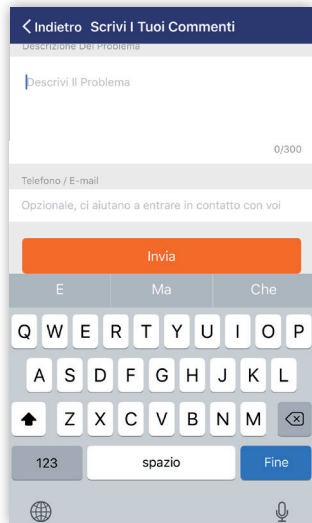 Indietro Scrivi I Tuoi Commenti
Descrizione Del Problema
Descrivi Il Problema
0/300
Telefono / E-mail
Opzionale, ci aiutano a entrare in contatto con voi
Invia
E Ma Che
Q W E R T Y U I O P
A S D F G H J K L
Z X C V B N M
123 spazio Fine